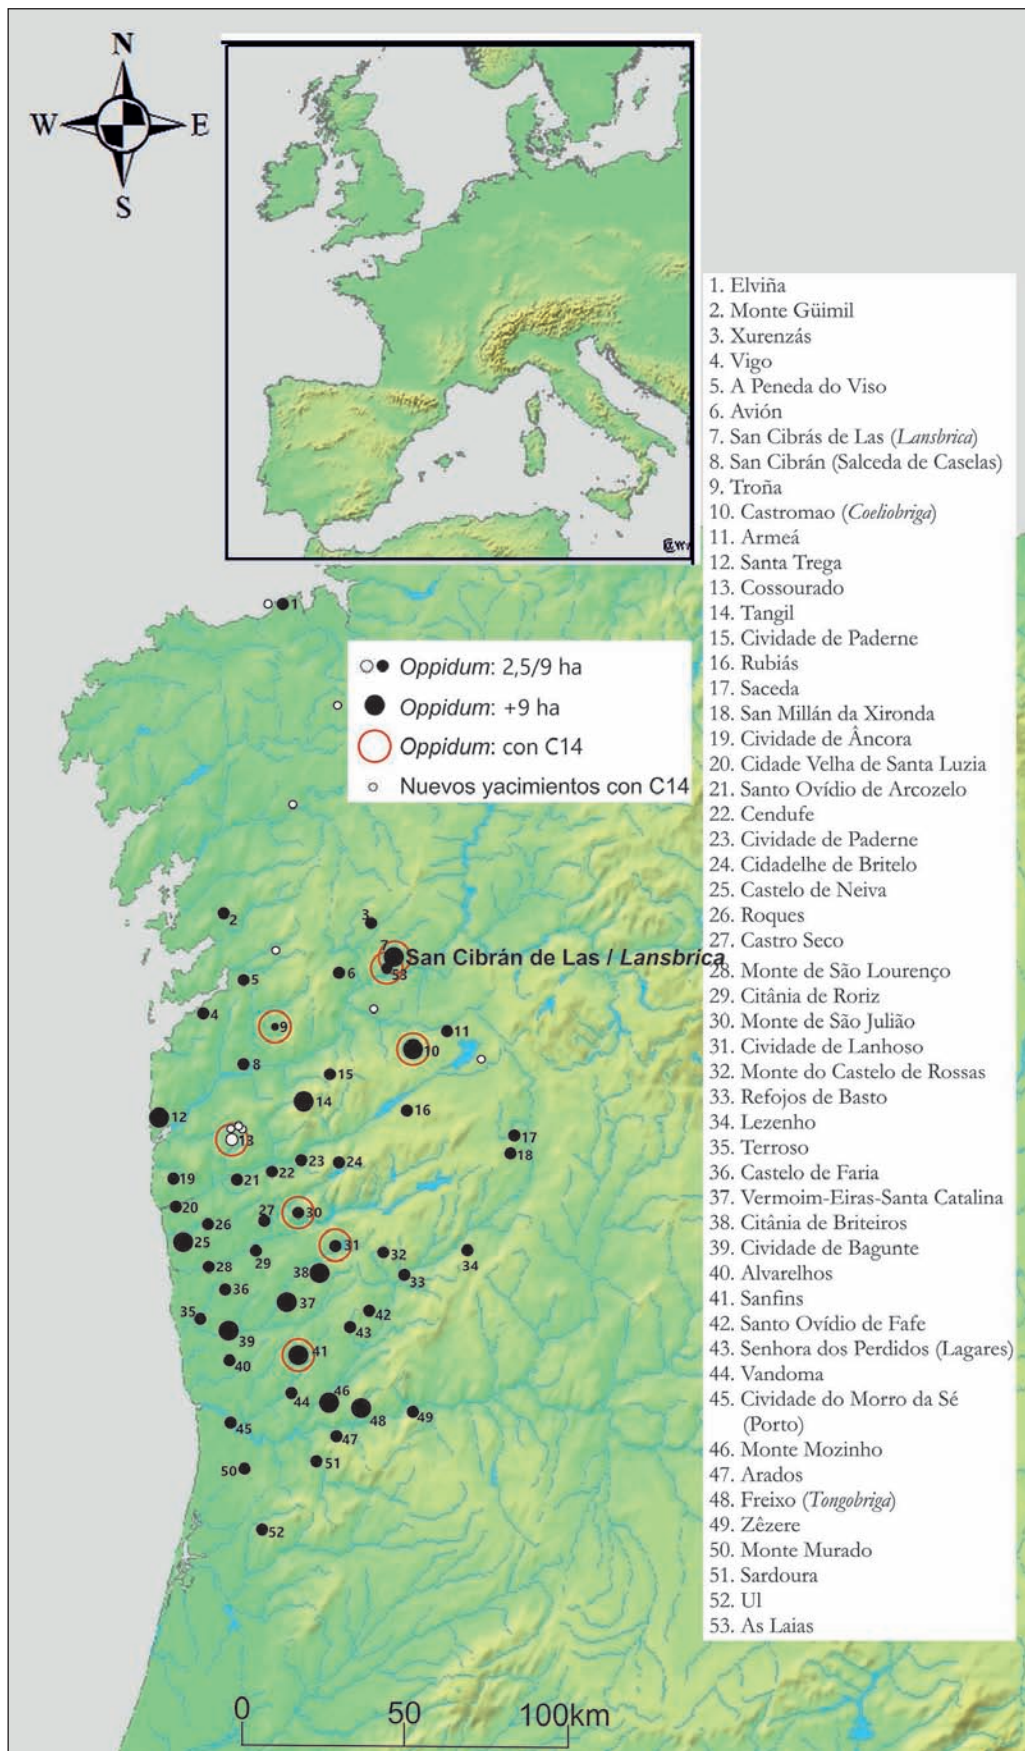 N
W E
S
1. Elviña
2. Monte Güimil
3. Xurenzás
4. Vigo
5. A Peneda do Viso
6. Avión
7. San Cibrás de Las (Lansbrica)
8. San Cibrán (Salceda de Caselas)
9. Troña
10. Castromao (Coeliobriga)
11. Armeá
12. Santa Trega
13. Cossourado
14. Tangil
15. Cividade de Paderne
16. Rubiás
17. Saceda
18. San Millán da Xironda
19. Cividade de Âncora
20. Cidade Velha de Santa Luzia
21. Santo Ovídio de Arcozelo
22. Cendufe
23. Cividade de Paderne
24. Cidadelhe de Britelo
25. Castelo de Neiva
26. Roques
27. Castro Seco
28. Monte de São Lourenço
29. Citânia de Roriz
30. Monte de São Julião
31. Cividade de Lanhoso
32. Monte do Castelo de Rossas
33. Refojos de Basto
34. Lezenho
35. Terroso
36. Castelo de Faria
37. Vermoim-Eiras-Santa Catalina
38. Citânia de Briteiros
39. Cividade de Bagunte
40. Alvarelhos
41. Sanfins
42. Santo Ovídio de Fafe
43. Senhora dos Perdidos (Lagares)
44. Vandoma
45. Cividade do Morro da Sé
(Porto)
46. Monte Mozinho
47. Arados
48. Freixo (Tongobriga)
49. Zêzere
50. Monte Murado
51. Sardoura
52. Ul
53. As Laias
Oppidum: 2,5/9 ha
Oppidum: +9 ha
Oppidum: con C14
Nuevos yacimientos con C14
1
2
3
7
San Cibrán de Las / Lansbrica
53
6
5
4
9
11
10
8
15
14
16
12
13
17
18
23
24
22
19
21
20
30
27
26
25
31
29
32
34
28
38
33
36
37
42
35
43
39
41
40
46
44
48
49
45
47
51
50
52
0 50 100km